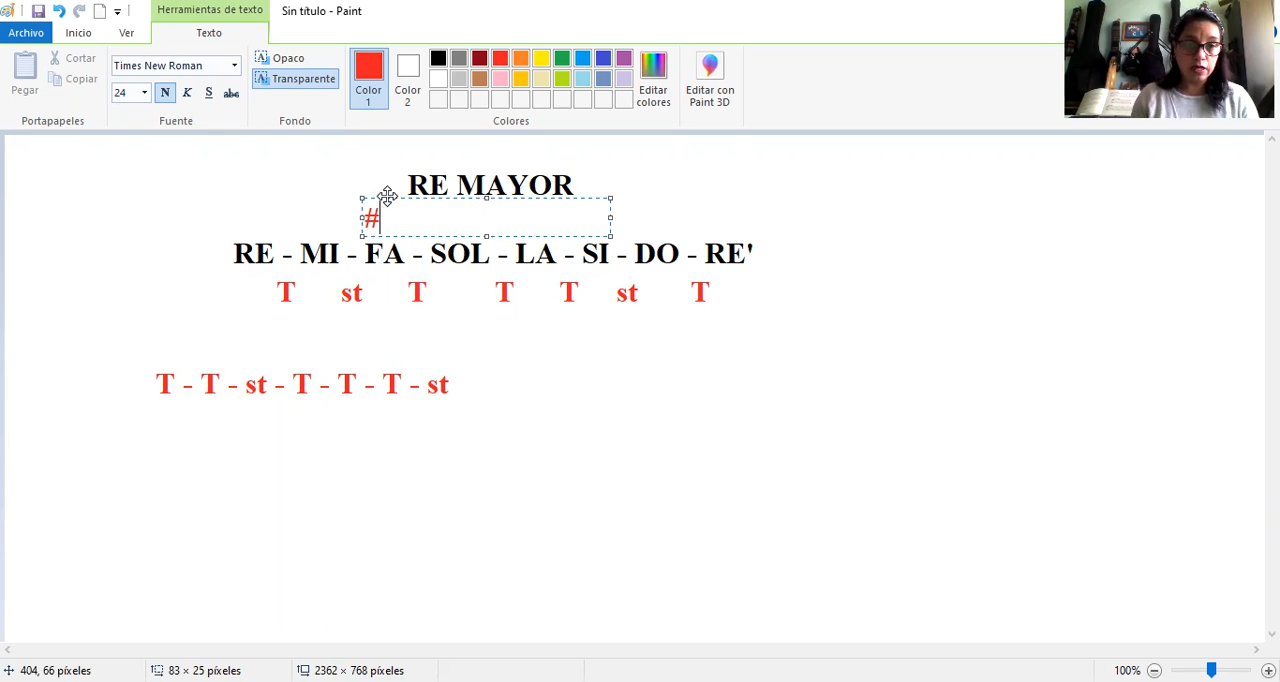 Herramientas de texto
Sin título - Paint
Archivo
Inicio
Ver
Texto
Pegar
Cortar
Copiar
Portapapeles
Times New Roman
24
N K S abc
Fuente
Opaco
Transparente
Fondo
Color 1
Color 2
Editar colores
Colores
Editar con Paint 3D
RE MAYOR
#
RE - MI - FA - SOL - LA - SI - DO - RE'
T st T T T st T
T - T - st - T - T - T - st
404, 66 píxeles
83 × 25 píxeles
2362 × 768 píxeles
100%